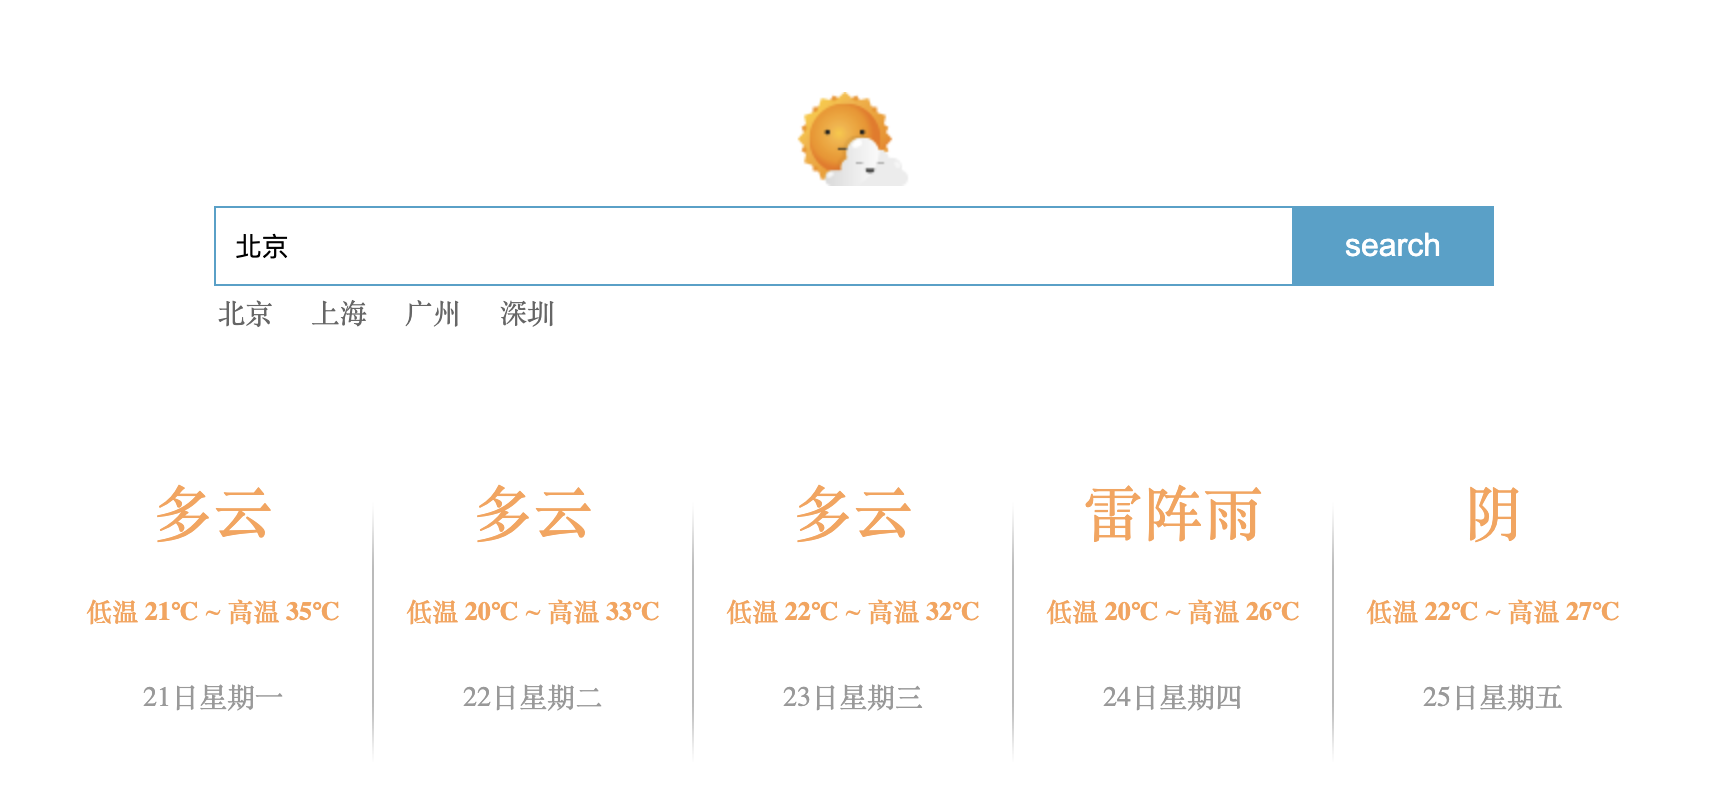 北京
search
北京 上海 广州 深圳
多云 多云 多云 雷阵雨 阴
低温 21℃ ~ 高温 35℃ 低温 20℃ ~ 高温 33℃ 低温 22℃ ~ 高温 32℃ 低温 20℃ ~ 高温 26℃ 低温 22℃ ~ 高温 27℃
21日星期一 22日星期二 23日星期三 24日星期四 25日星期五